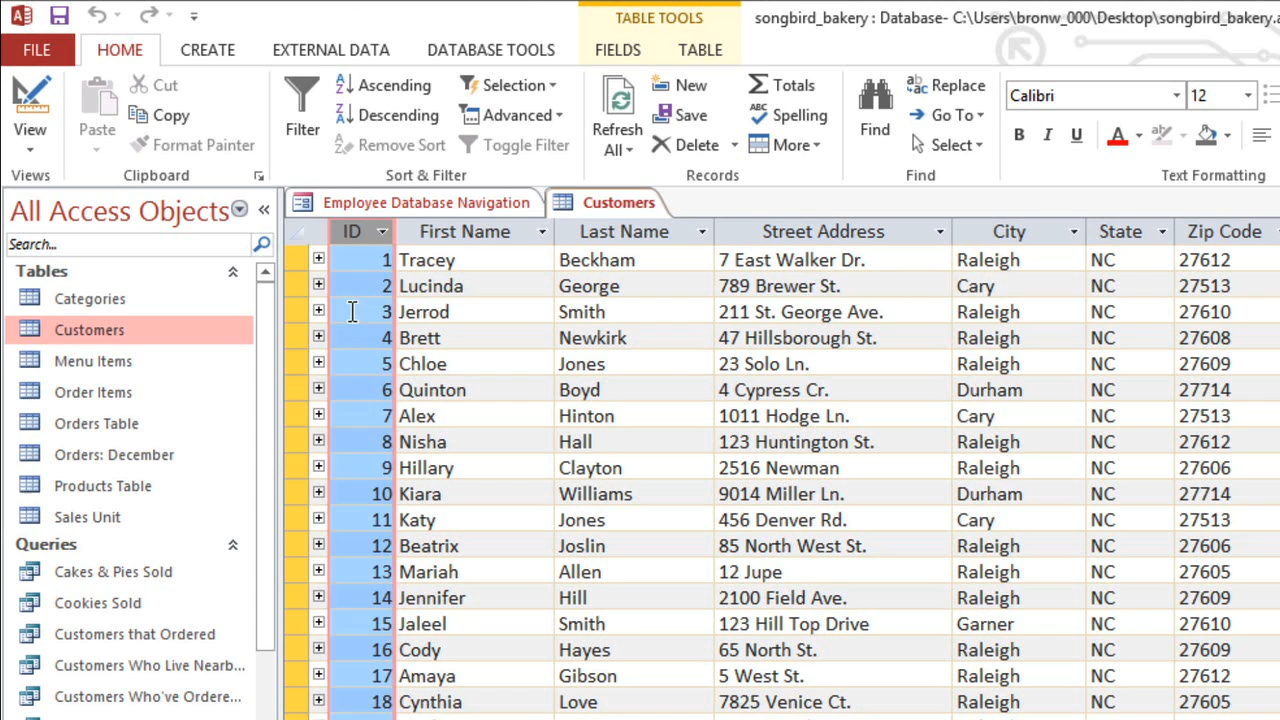 TABLE TOOLS
songbird_bakery : Database- C:\Users\bronw_000\Desktop\songbird_bakery.a
FILE HOME CREATE EXTERNAL DATA DATABASE TOOLS FIELDS TABLE
View
Views
Paste
Cut
Copy
Format Painter
Clipboard
Filter
Ascending
Descending
Remove Sort
Selection
Advanced
Toggle Filter
Sort & Filter
Refresh
All
New
Save
Delete
Totals
Spelling
More
Records
Find
Replace
Go To
Select
Find
Calibri 12
B I U A
Text Formatting
All Access Objects
Search...
Tables
Categories
Customers
Menu Items
Order Items
Orders Table
Orders: December
Products Table
Sales Unit
Queries
Cakes & Pies Sold
Cookies Sold
Customers that Ordered
Customers Who Live Nearb...
Customers Who've Ordere...
Employee Database Navigation Customers
ID First Name Last Name Street Address City State Zip Code
1 Tracey Beckham 7 East Walker Dr. Raleigh NC 27612
2 Lucinda George 789 Brewer St. Cary NC 27513
3 Jerrod Smith 211 St. George Ave. Raleigh NC 27610
4 Brett Newkirk 47 Hillsborough St. Raleigh NC 27608
5 Chloe Jones 23 Solo Ln. Raleigh NC 27609
6 Quinton Boyd 4 Cypress Cr. Durham NC 27714
7 Alex Hinton 1011 Hodge Ln. Cary NC 27513
8 Nisha Hall 123 Huntington St. Raleigh NC 27612
9 Hillary Clayton 2516 Newman Raleigh NC 27606
10 Kiara Williams 9014 Miller Ln. Durham NC 27714
11 Katy Jones 456 Denver Rd. Cary NC 27513
12 Beatrix Joslin 85 North West St. Raleigh NC 27606
13 Mariah Allen 12 Jupe Raleigh NC 27605
14 Jennifer Hill 2100 Field Ave. Raleigh NC 27609
15 Jaleel Smith 123 Hill Top Drive Garner NC 27610
16 Cody Hayes 65 North St. Raleigh NC 27609
17 Amaya Gibson 5 West St. Raleigh NC 27612
18 Cynthia Love 7825 Venice Ct. Raleigh NC 27605